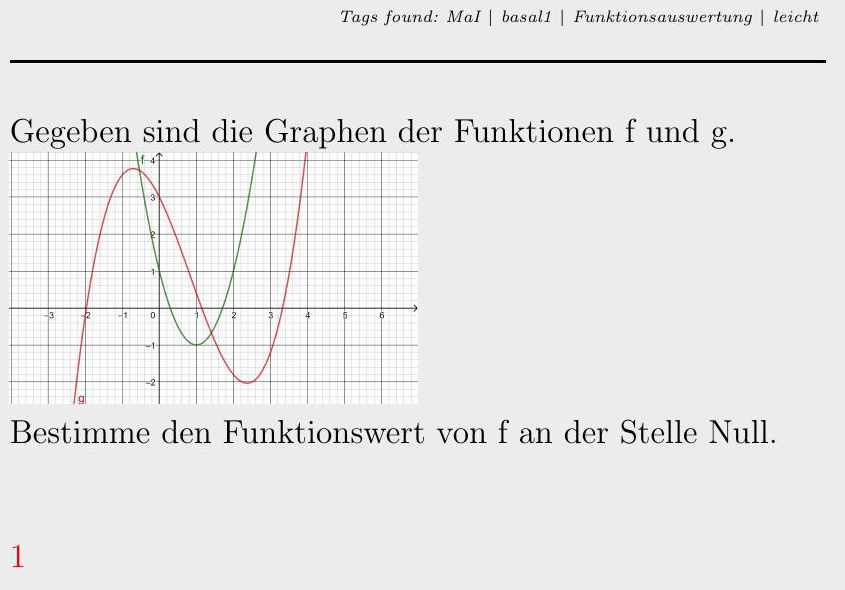 Tags found: MaI | basal1 | Funktionsauswertung | leicht
Gegeben sind die Graphen der Funktionen f und g.
f 4
3
2
1
-3 -2 -1 0 1 2 3 4 5 6
-1
-2
g
Bestimme den Funktionswert von f an der Stelle Null.
1